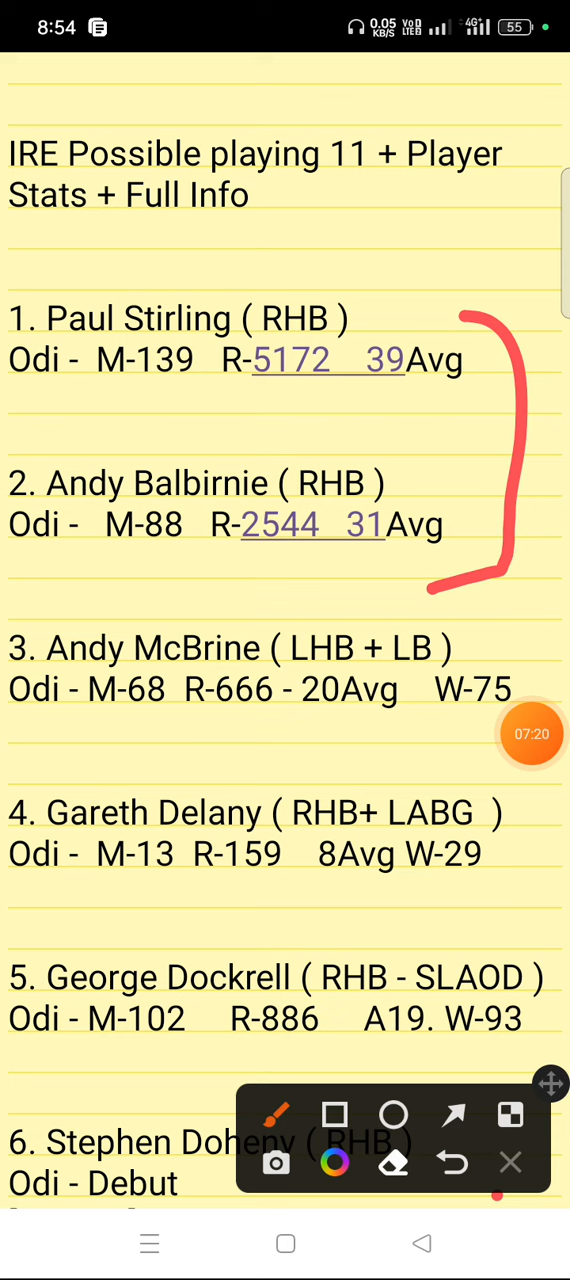 8:54
0.05 KB/S
Vo LTE2
4G+
55
IRE Possible playing 11 + Player
Stats + Full Info
1. Paul Stirling ( RHB )
Odi - M-139 R-5172 39Avg
2. Andy Balbirnie ( RHB )
Odi - M-88 R-2544 31Avg
3. Andy McBrine ( LHB + LB )
Odi - M-68 R-666 - 20Avg W-75
07:20
4. Gareth Delany ( RHB+ LABG )
Odi - M-13 R-159 8Avg W-29
5. George Dockrell ( RHB - SLAOD )
Odi - M-102 R-886 A19. W-93
6. Stephen Doheny ( RHB )
Odi - Debut